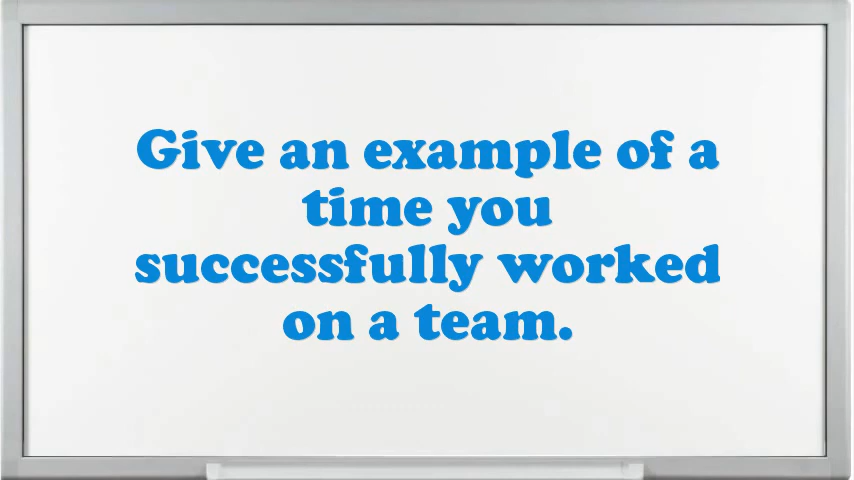 Give an example of a
time you
successfully worked
on a team.